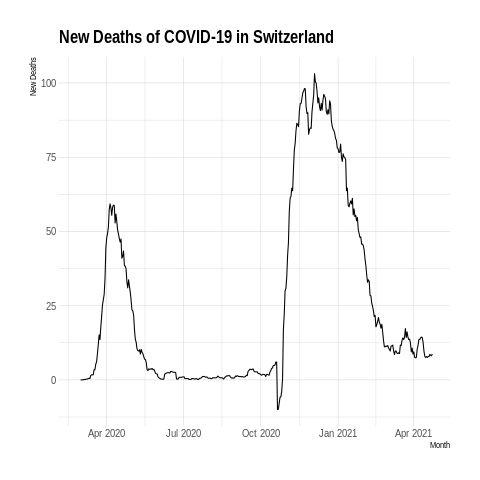 New Deaths of COVID-19 in Switzerland
New Deaths
100
75
50
25
0
Apr 2020 Jul 2020 Oct 2020 Jan 2021 Apr 2021
Month